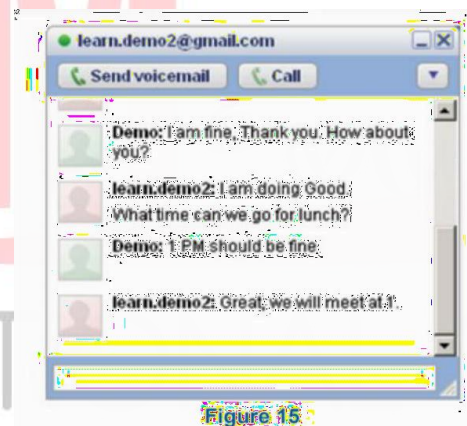 learn.demo2@gmail.com
Send voicemail Call
Demo: I am fine, Thank you. How about
you?
learn.demo2: I am doing Good.
What time can we go for lunch?
Demo: 1 PM should be fine
learn.demo2: Great, we will meet at 1.
Figure 15